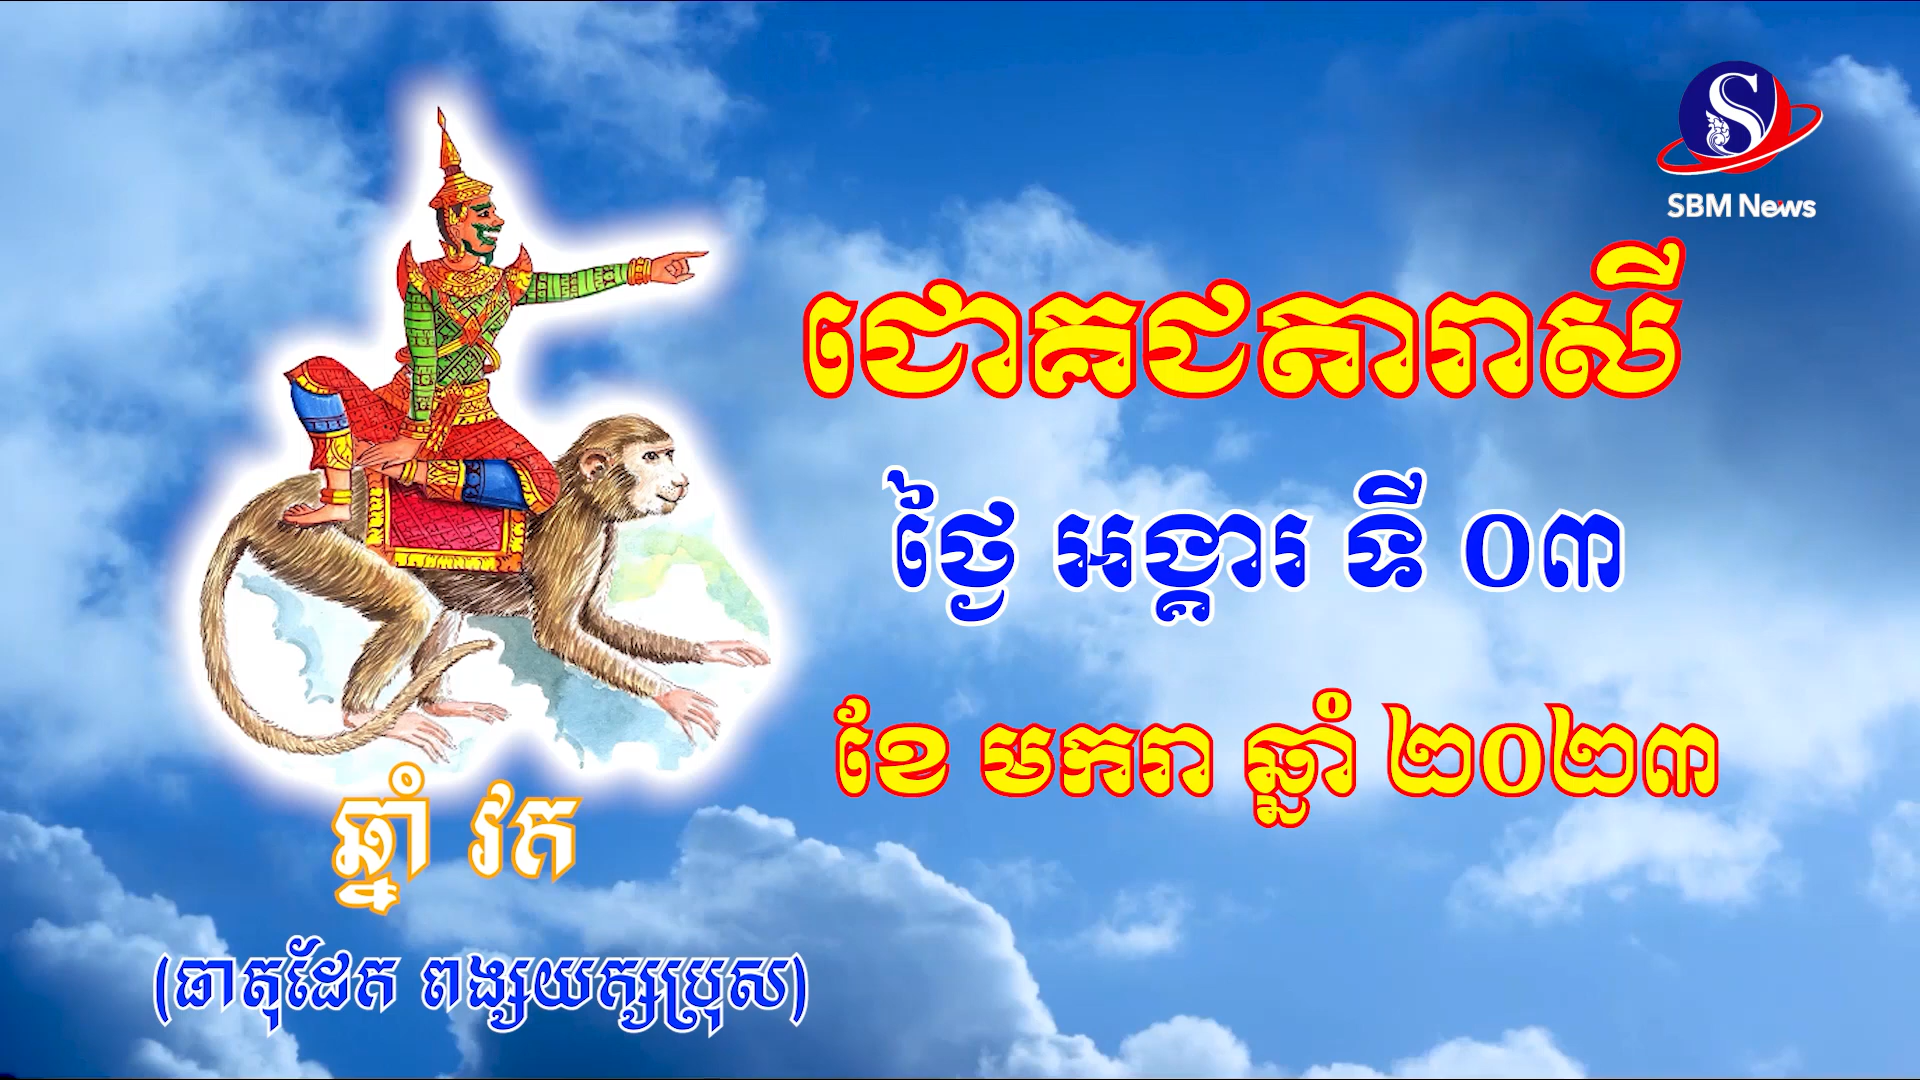 SBM News
ជោគជតារាសី
ថ្ងៃ អង្គារ ទី ០៣
ខែ មករា ឆ្នាំ ២០២៣
ឆ្នាំ វក
(ធាតុដែក ពង្សយក្សប្រុស)